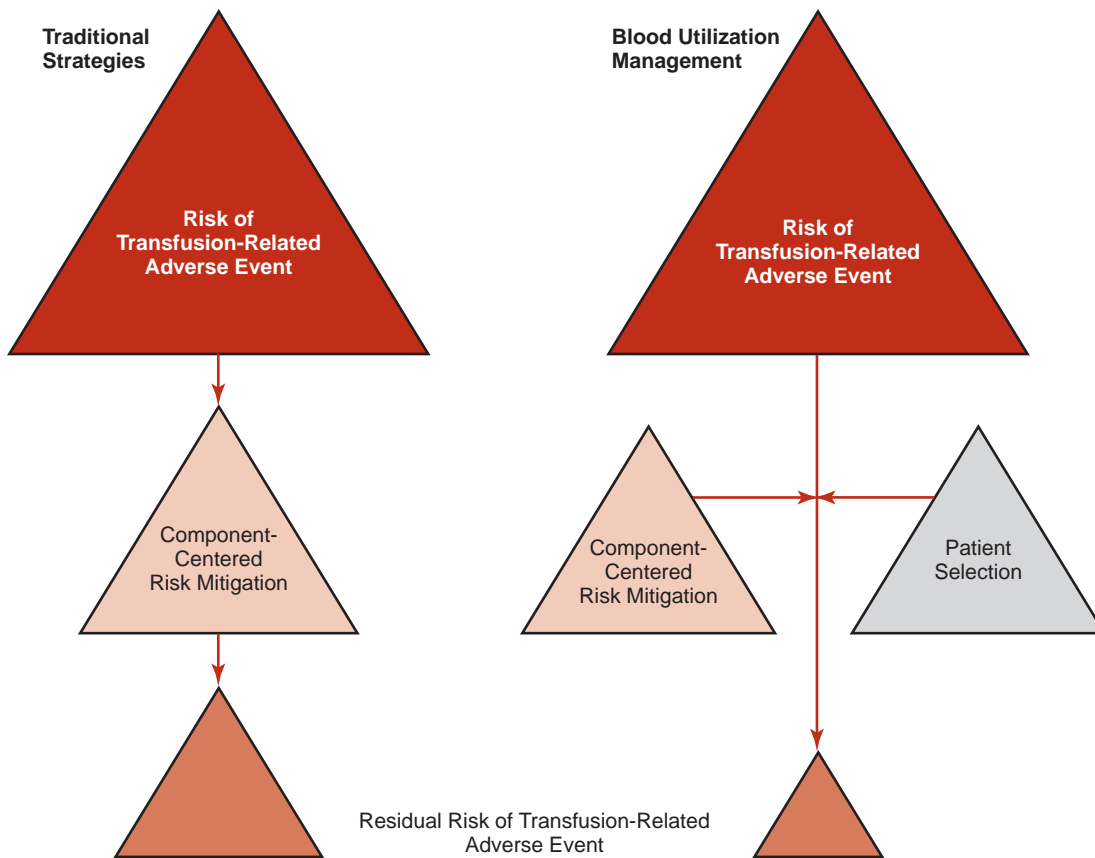 Traditional
Strategies
Risk of
Transfusion-Related
Adverse Event
Component-
Centered
Risk Mitigation
Blood Utilization
Management
Risk of
Transfusion-Related
Adverse Event
Component-
Centered
Risk Mitigation
Patient
Selection
Residual Risk of Transfusion-Related
Adverse Event